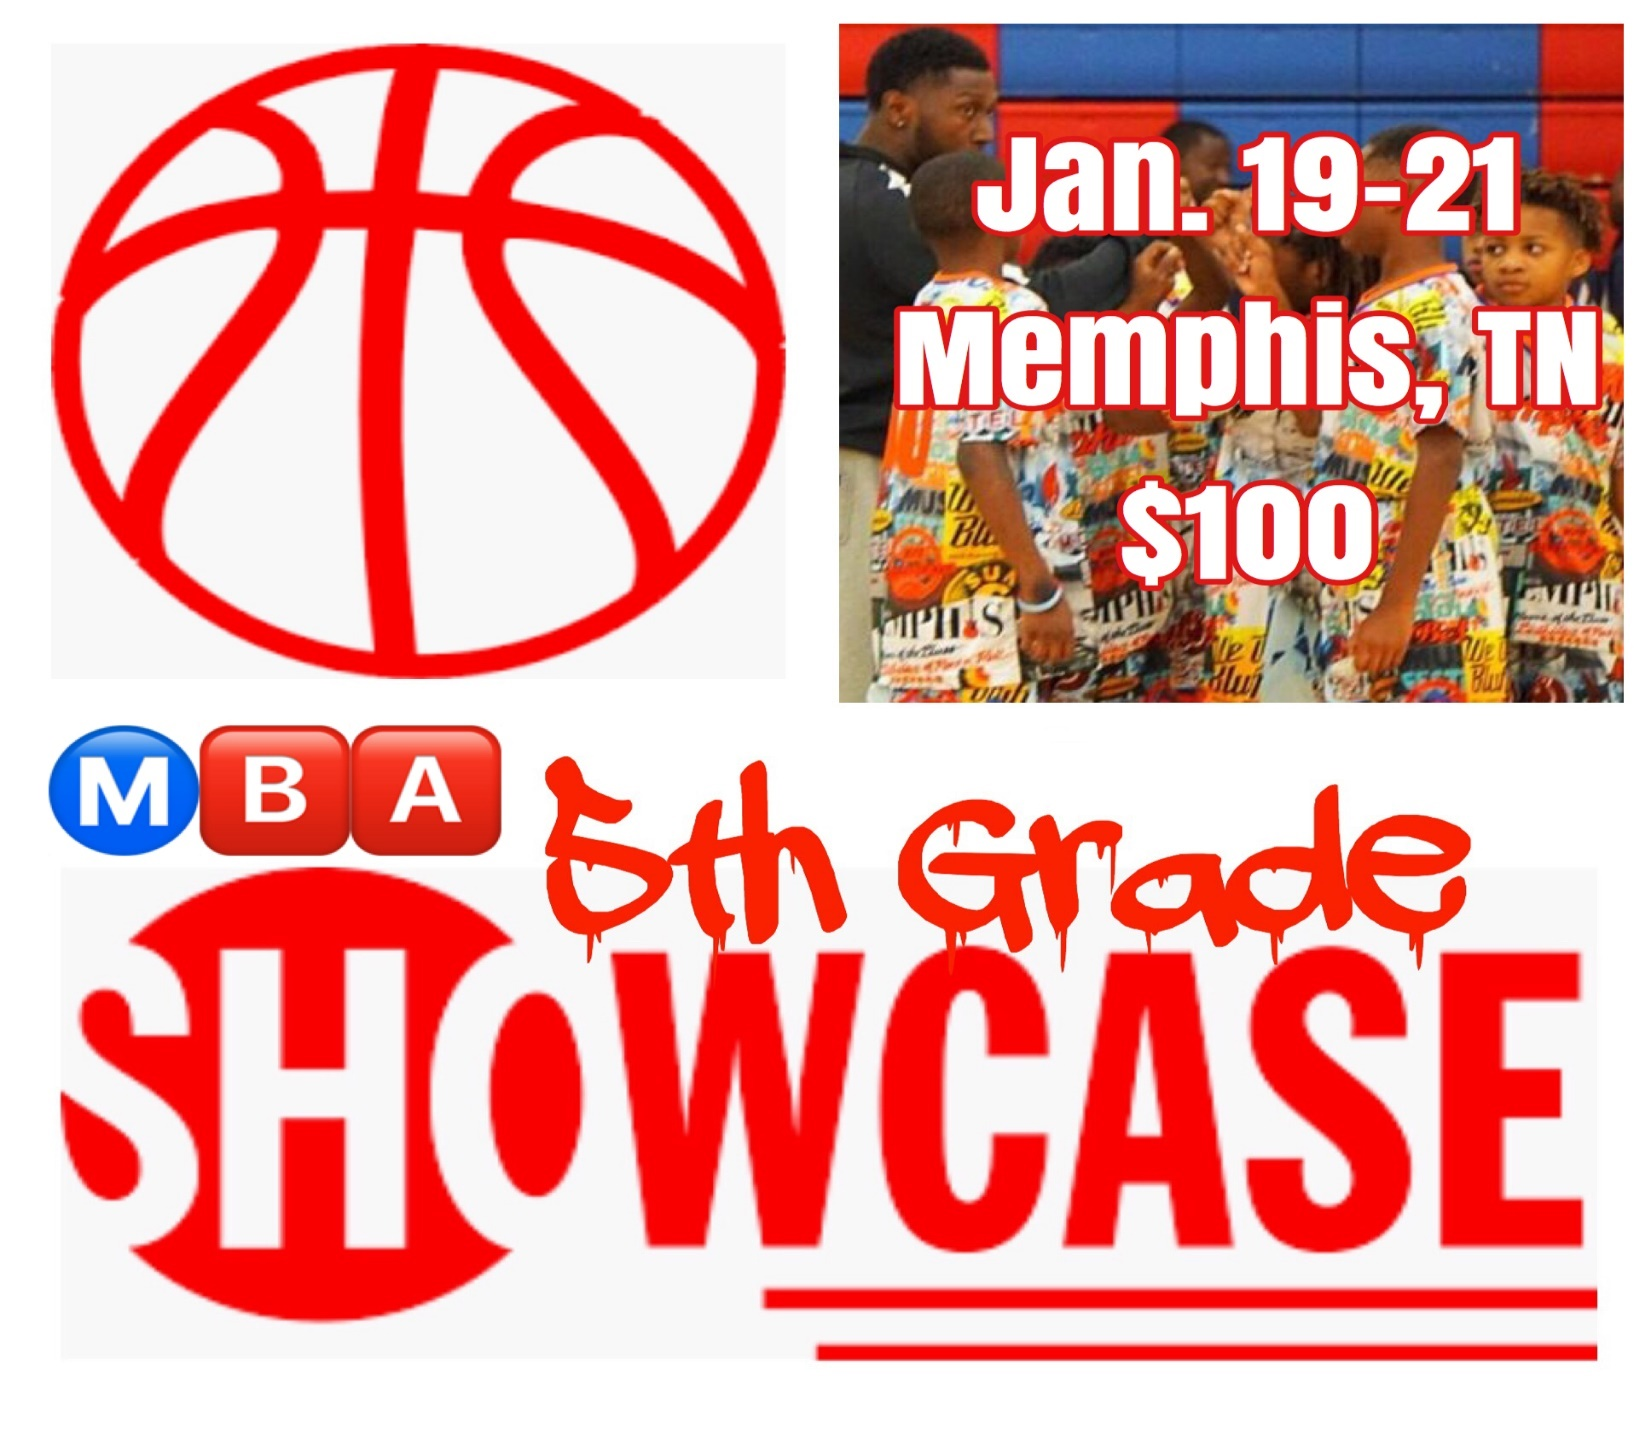 Jan. 19-21
Memphis, TN
$100
MBA
5th Grade
SHOWCASE